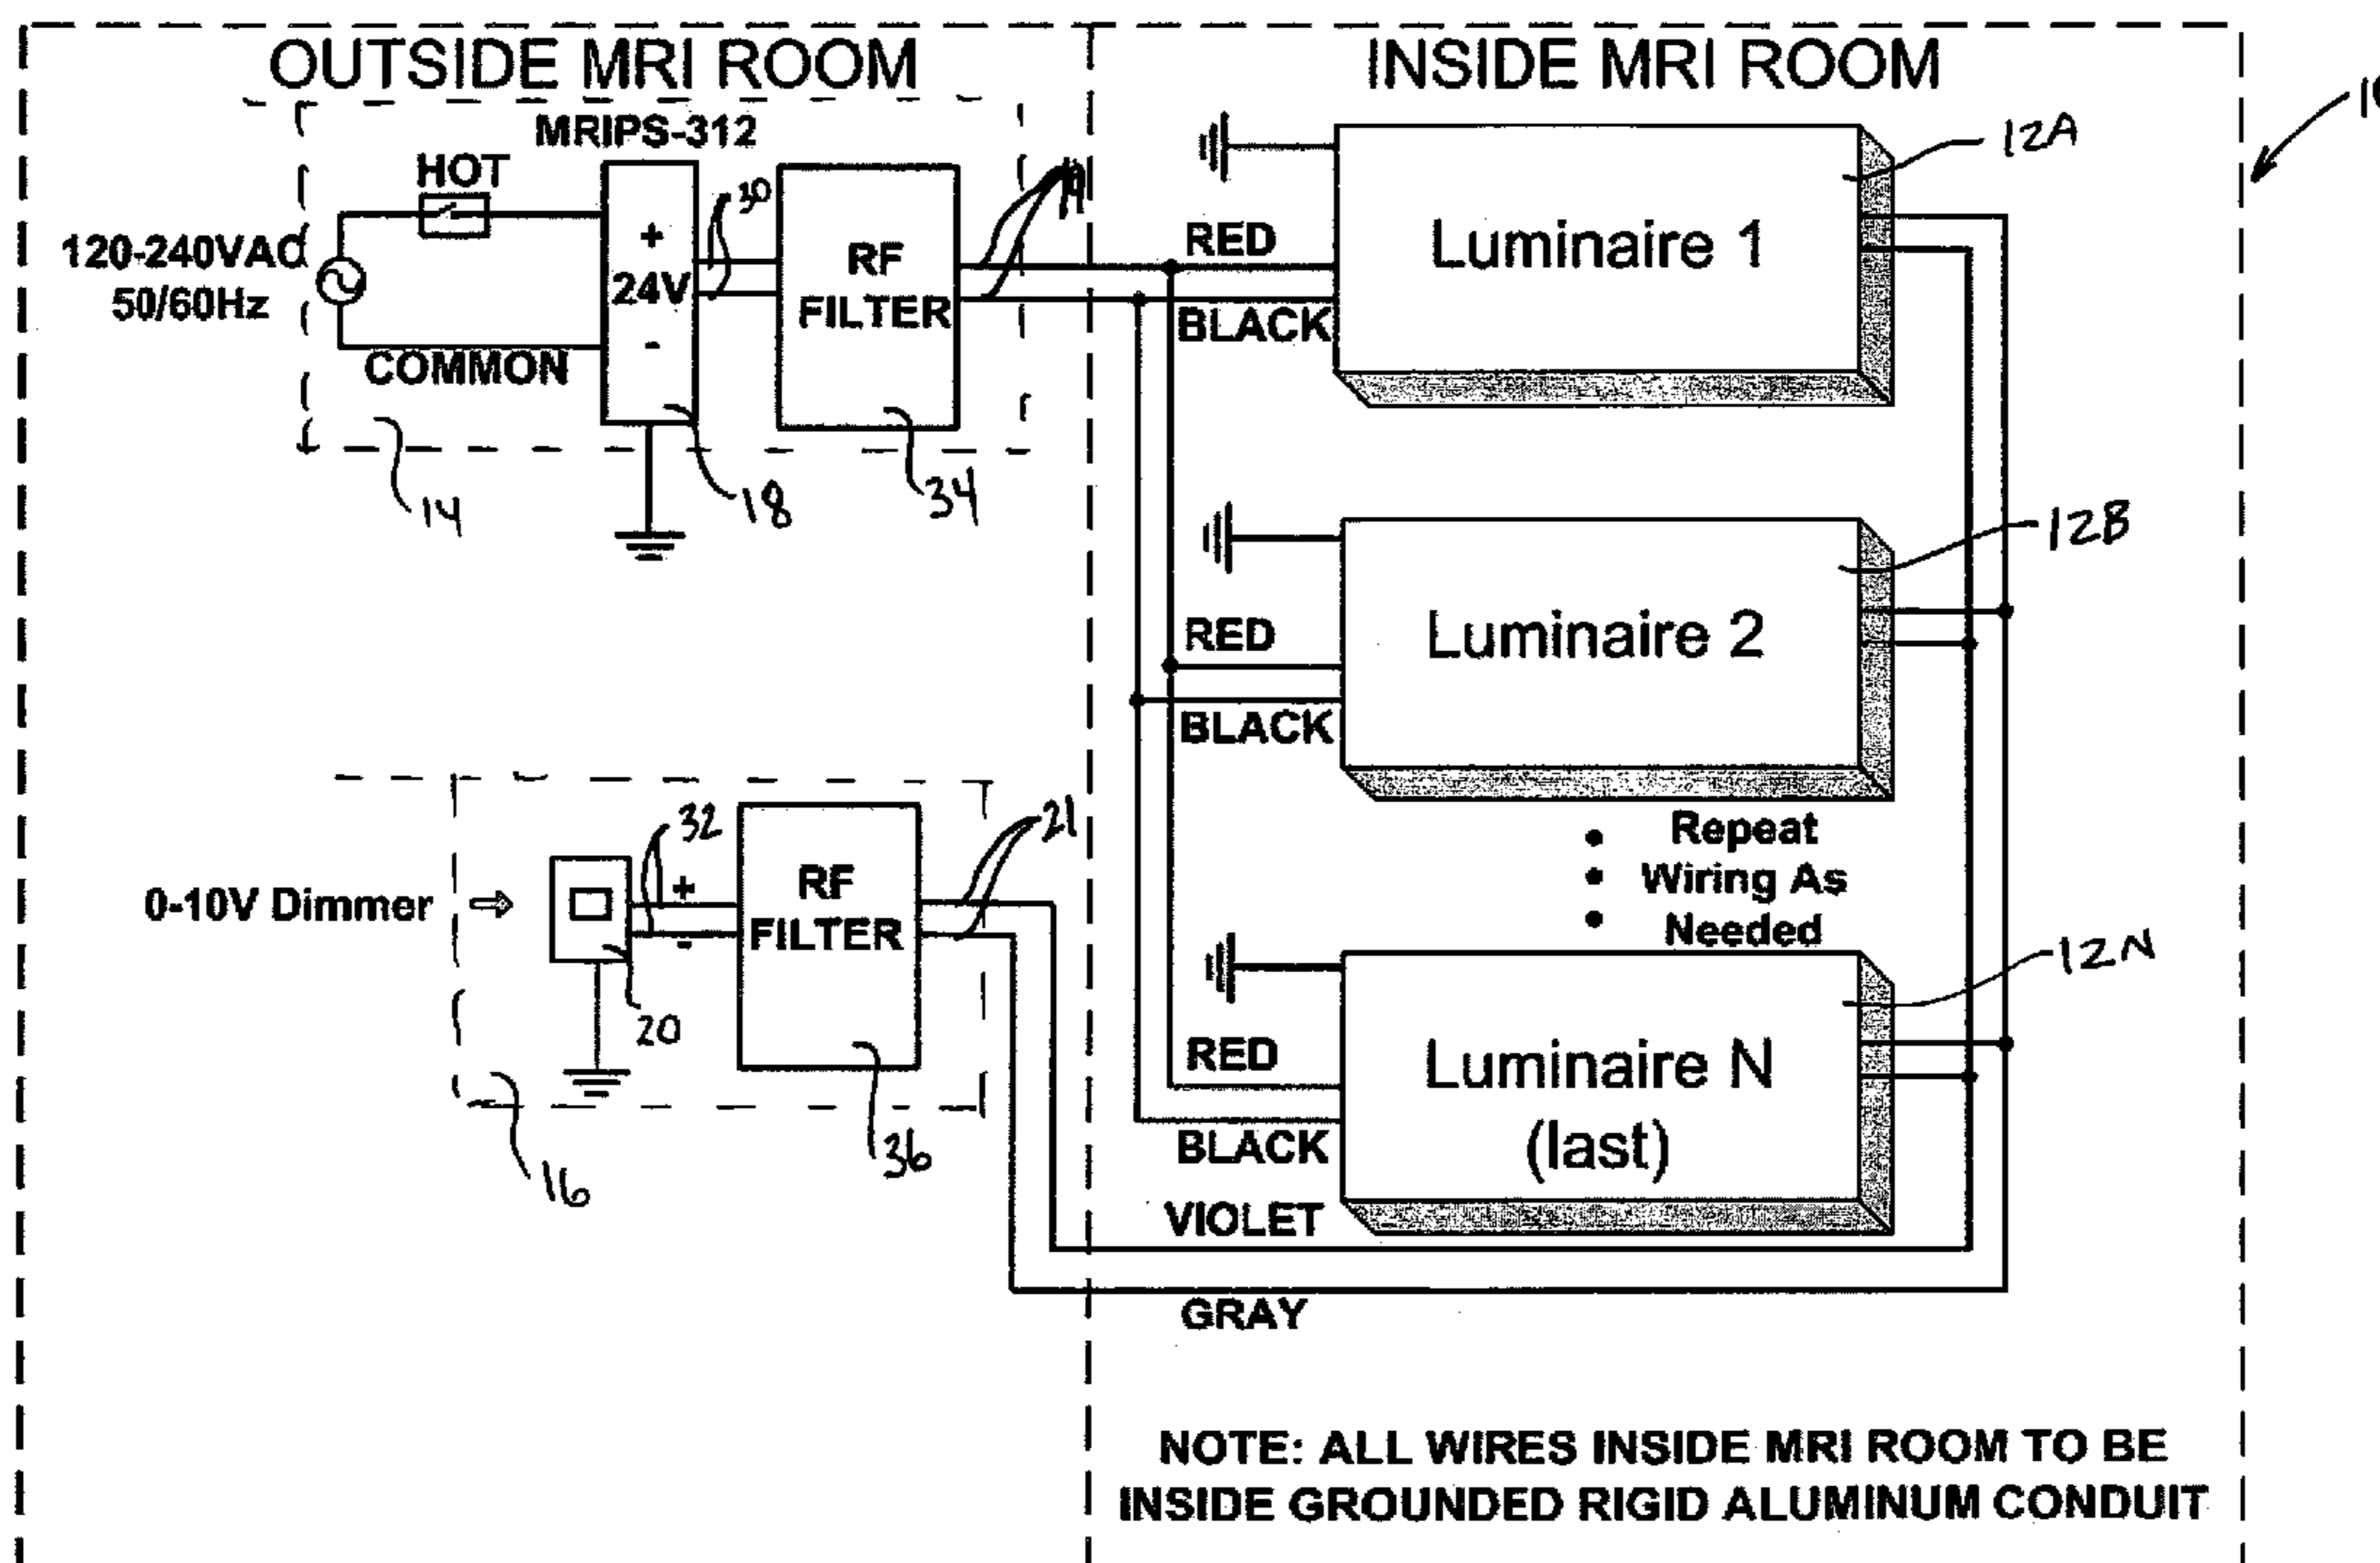 OUTSIDE MRI ROOM
INSIDE MRI ROOM
MRIPS-312
HOT
120-240VAC
50/60Hz
COMMON
+
24V
-
30
RF
FILTER
14
18
34
RED
BLACK
Luminaire 1
12A
RED
BLACK
Luminaire 2
12B
0-10V Dimmer ⇨
32
+
-
20
RF
FILTER
21
16
36
• Repeat
• Wiring As
• Needed
RED
BLACK
Luminaire N
(last)
12N
VIOLET
GRAY
NOTE: ALL WIRES INSIDE MRI ROOM TO BE
INSIDE GROUNDED RIGID ALUMINUM CONDUIT